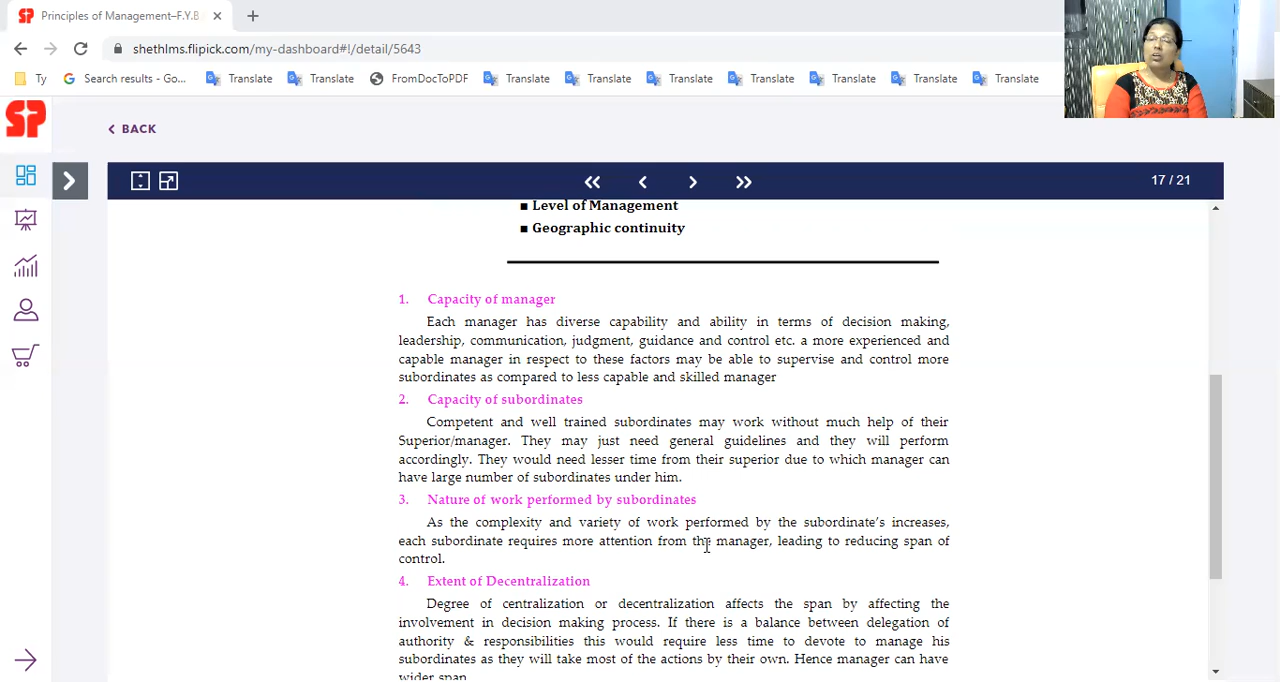 Principles of Management–F.Y.B
shethlms.flipick.com/my-dashboard#!/detail/5643
Ty
Search results - Go...
Translate
Translate
FromDocToPDF
Translate
Translate
Translate
Translate
Translate
Translate
Translate
SP
BACK
17 / 21
■ Level of Management
■ Geographic continuity
1. Capacity of manager
Each manager has diverse capability and ability in terms of decision making,
leadership, communication, judgment, guidance and control etc. a more experienced and
capable manager in respect to these factors may be able to supervise and control more
subordinates as compared to less capable and skilled manager
2. Capacity of subordinates
Competent and well trained subordinates may work without much help of their
Superior/manager. They may just need general guidelines and they will perform
accordingly. They would need lesser time from their superior due to which manager can
have large number of subordinates under him.
3. Nature of work performed by subordinates
As the complexity and variety of work performed by the subordinate's increases,
each subordinate requires more attention from the manager, leading to reducing span of
control.
4. Extent of Decentralization
Degree of centralization or decentralization affects the span by affecting the
involvement in decision making process. If there is a balance between delegation of
authority & responsibilities this would require less time to devote to manage his
subordinates as they will take most of the actions by their own. Hence manager can have
wider span